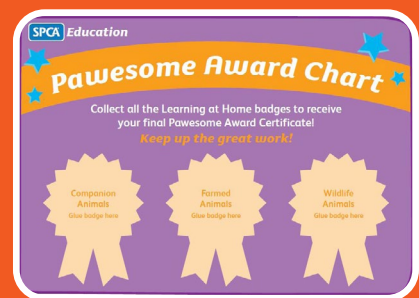 SPCA Education
Pawesome Award Chart
Collect all the Learning at Home badges to receive
your final Pawesome Award Certificate!
Keep up the great work!
Companion
Animals
Glue badge here
Farmed
Animals
Glue badge here
Wildlife
Animals
Glue badge here